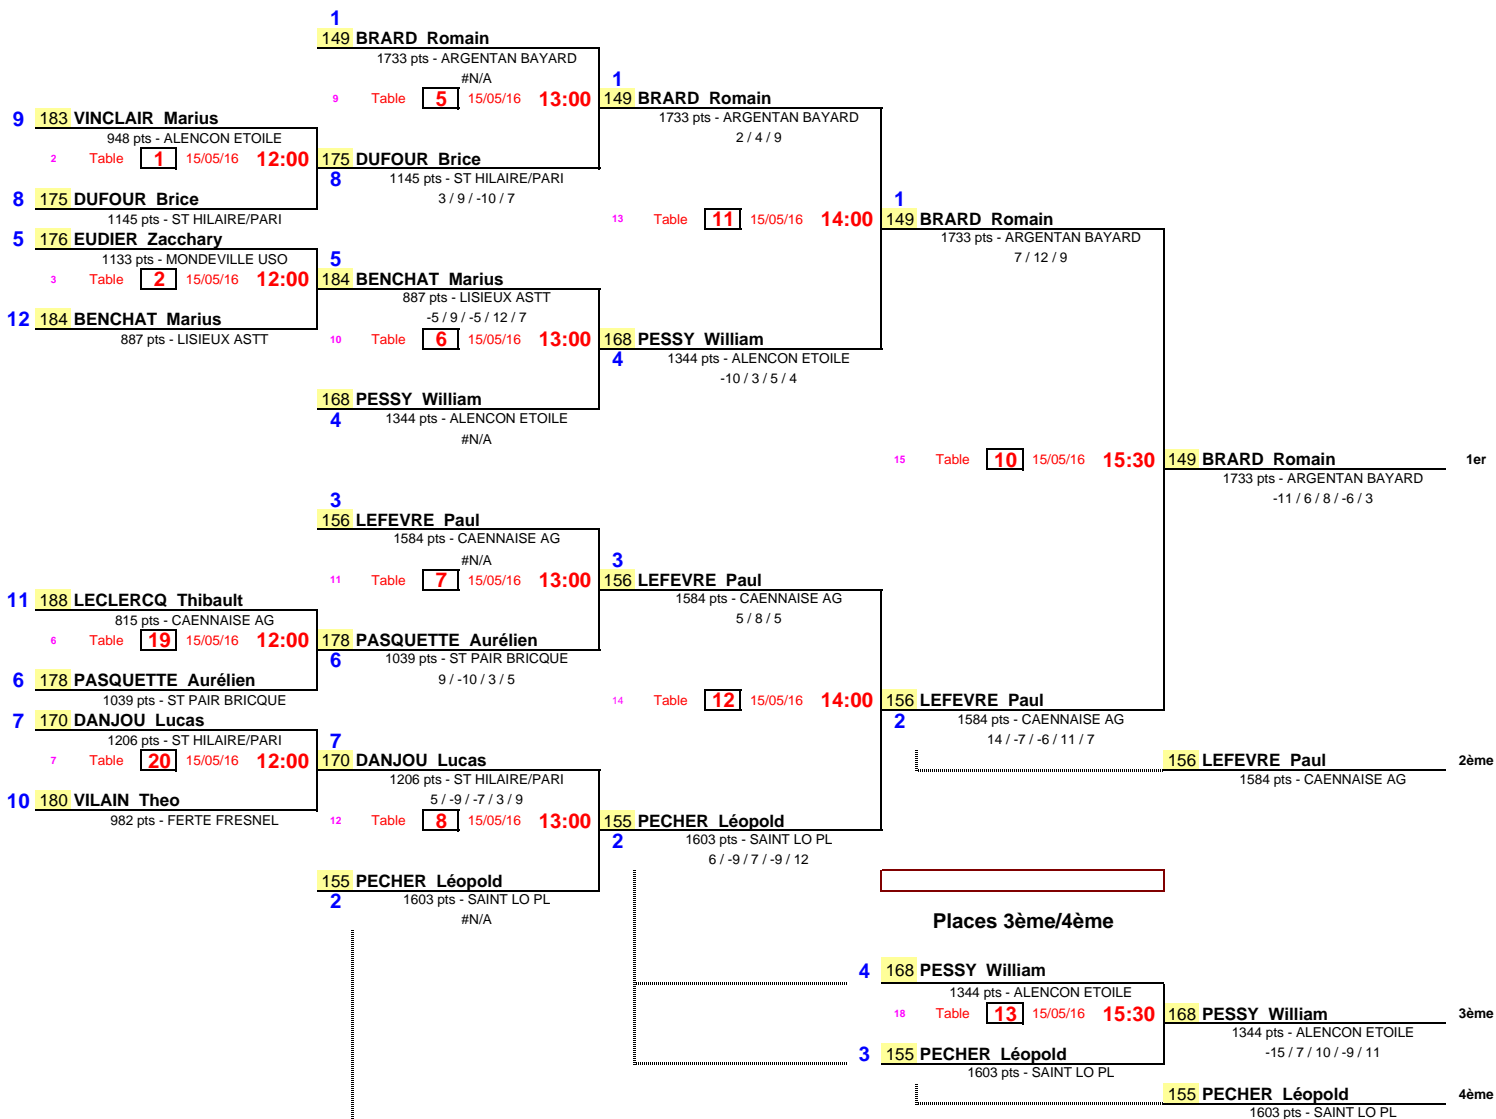 1
149 BRARD Romain
1733 pts - ARGENTAN BAYARD
#N/A
9 Table 5 15/05/16 13:00
1
149 BRARD Romain
1733 pts - ARGENTAN BAYARD
2 / 4 / 9
9 183 VINCLAIR Marius
948 pts - ALENCON ETOILE
2 Table 1 15/05/16 12:00
175 DUFOUR Brice
8
1145 pts - ST HILAIRE/PARI
3 / 9 / -10 / 7
8 175 DUFOUR Brice
1145 pts - ST HILAIRE/PARI
13 Table 11 15/05/16 14:00
1
149 BRARD Romain
1733 pts - ARGENTAN BAYARD
7 / 12 / 9
5 176 EUDIER Zacchary
1133 pts - MONDEVILLE USO
3 Table 2 15/05/16 12:00
5
184 BENCHAT Marius
887 pts - LISIEUX ASTT
-5 / 9 / -5 / 12 / 7
12 184 BENCHAT Marius
887 pts - LISIEUX ASTT
10 Table 6 15/05/16 13:00
168 PESSY William
4
1344 pts - ALENCON ETOILE
-10 / 3 / 5 / 4
168 PESSY William
4
1344 pts - ALENCON ETOILE
#N/A
15 Table 10 15/05/16 15:30
149 BRARD Romain 1er
1733 pts - ARGENTAN BAYARD
-11 / 6 / 8 / -6 / 3
3
156 LEFEVRE Paul
1584 pts - CAENNAISE AG
#N/A
11 Table 7 15/05/16 13:00
3
156 LEFEVRE Paul
1584 pts - CAENNAISE AG
5 / 8 / 5
11 188 LECLERCQ Thibault
815 pts - CAENNAISE AG
6 Table 19 15/05/16 12:00
178 PASQUETTE Aurélien
6
1039 pts - ST PAIR BRICQUE
9 / -10 / 3 / 5
6 178 PASQUETTE Aurélien
1039 pts - ST PAIR BRICQUE
14 Table 12 15/05/16 14:00
156 LEFEVRE Paul
2
1584 pts - CAENNAISE AG
14 / -7 / -6 / 11 / 7
7 170 DANJOU Lucas
1206 pts - ST HILAIRE/PARI
7 Table 20 15/05/16 12:00
7
170 DANJOU Lucas
1206 pts - ST HILAIRE/PARI
5 / -9 / -7 / 3 / 9
156 LEFEVRE Paul 2ème
1584 pts - CAENNAISE AG
10 180 VILAIN Theo
982 pts - FERTE FRESNEL
12 Table 8 15/05/16 13:00
155 PECHER Léopold
2
1603 pts - SAINT LO PL
6 / -9 / 7 / -9 / 12
155 PECHER Léopold
2
1603 pts - SAINT LO PL
#N/A
Places 3ème/4ème
4 168 PESSY William
1344 pts - ALENCON ETOILE
18 Table 13 15/05/16 15:30
168 PESSY William 3ème
1344 pts - ALENCON ETOILE
-15 / 7 / 10 / -9 / 11
3 155 PECHER Léopold
1603 pts - SAINT LO PL
155 PECHER Léopold 4ème
1603 pts - SAINT LO PL